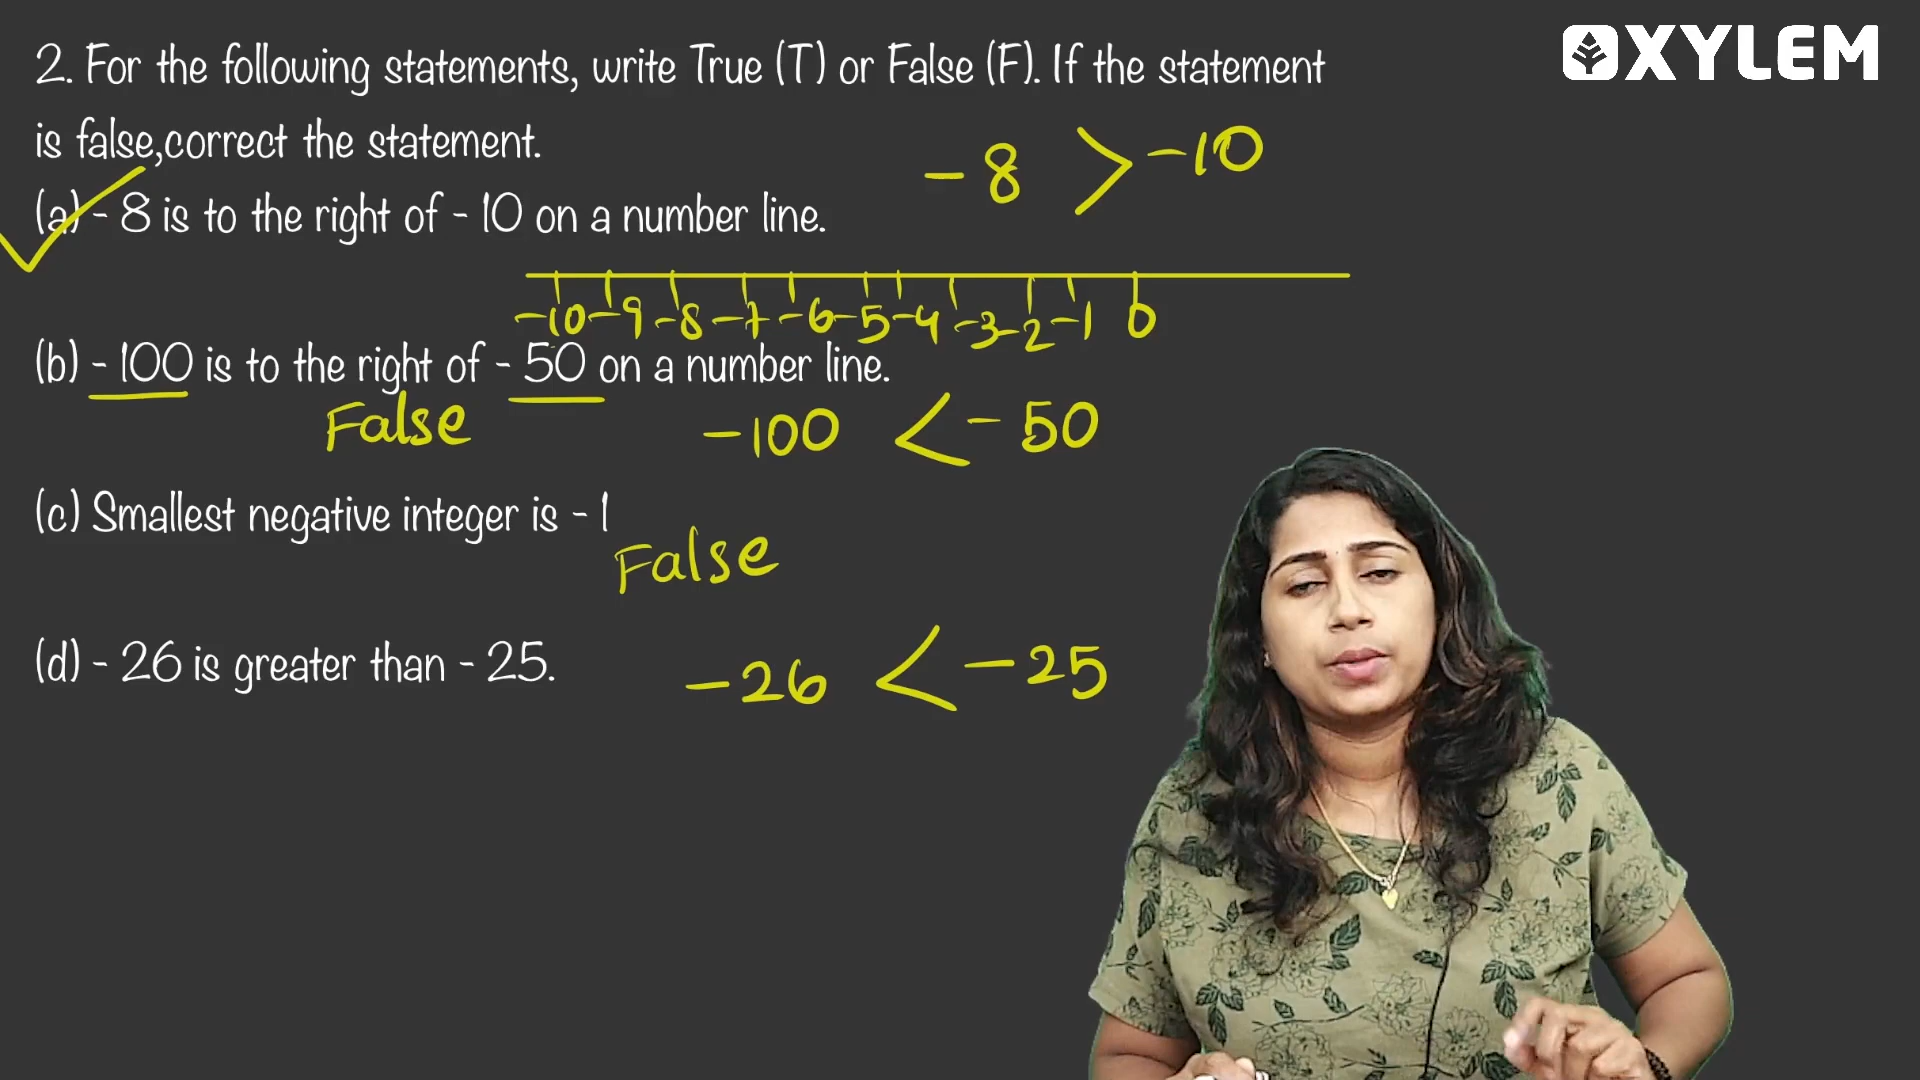 XYLEM
2. For the following statements, write True (T) or False (F). If the statement
is false,correct the statement.
-8 > -10
(a) - 8 is to the right of - 10 on a number line.
-10 -9 -8 -7 -6 -5 -4 -3 -2 -1 0
(b) - 100 is to the right of - 50 on a number line.
False -100 < -50
(c) Smallest negative integer is - 1
False
(d) - 26 is greater than - 25. -26 < -25